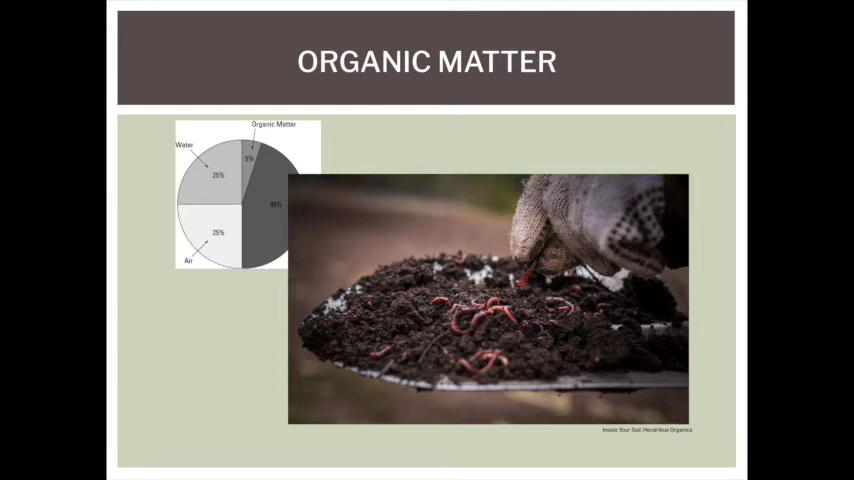 ORGANIC MATTER
Organic Matter
Water
5%
25%
45%
25%
Air
Inside Your Soil, Hendrikus Organics